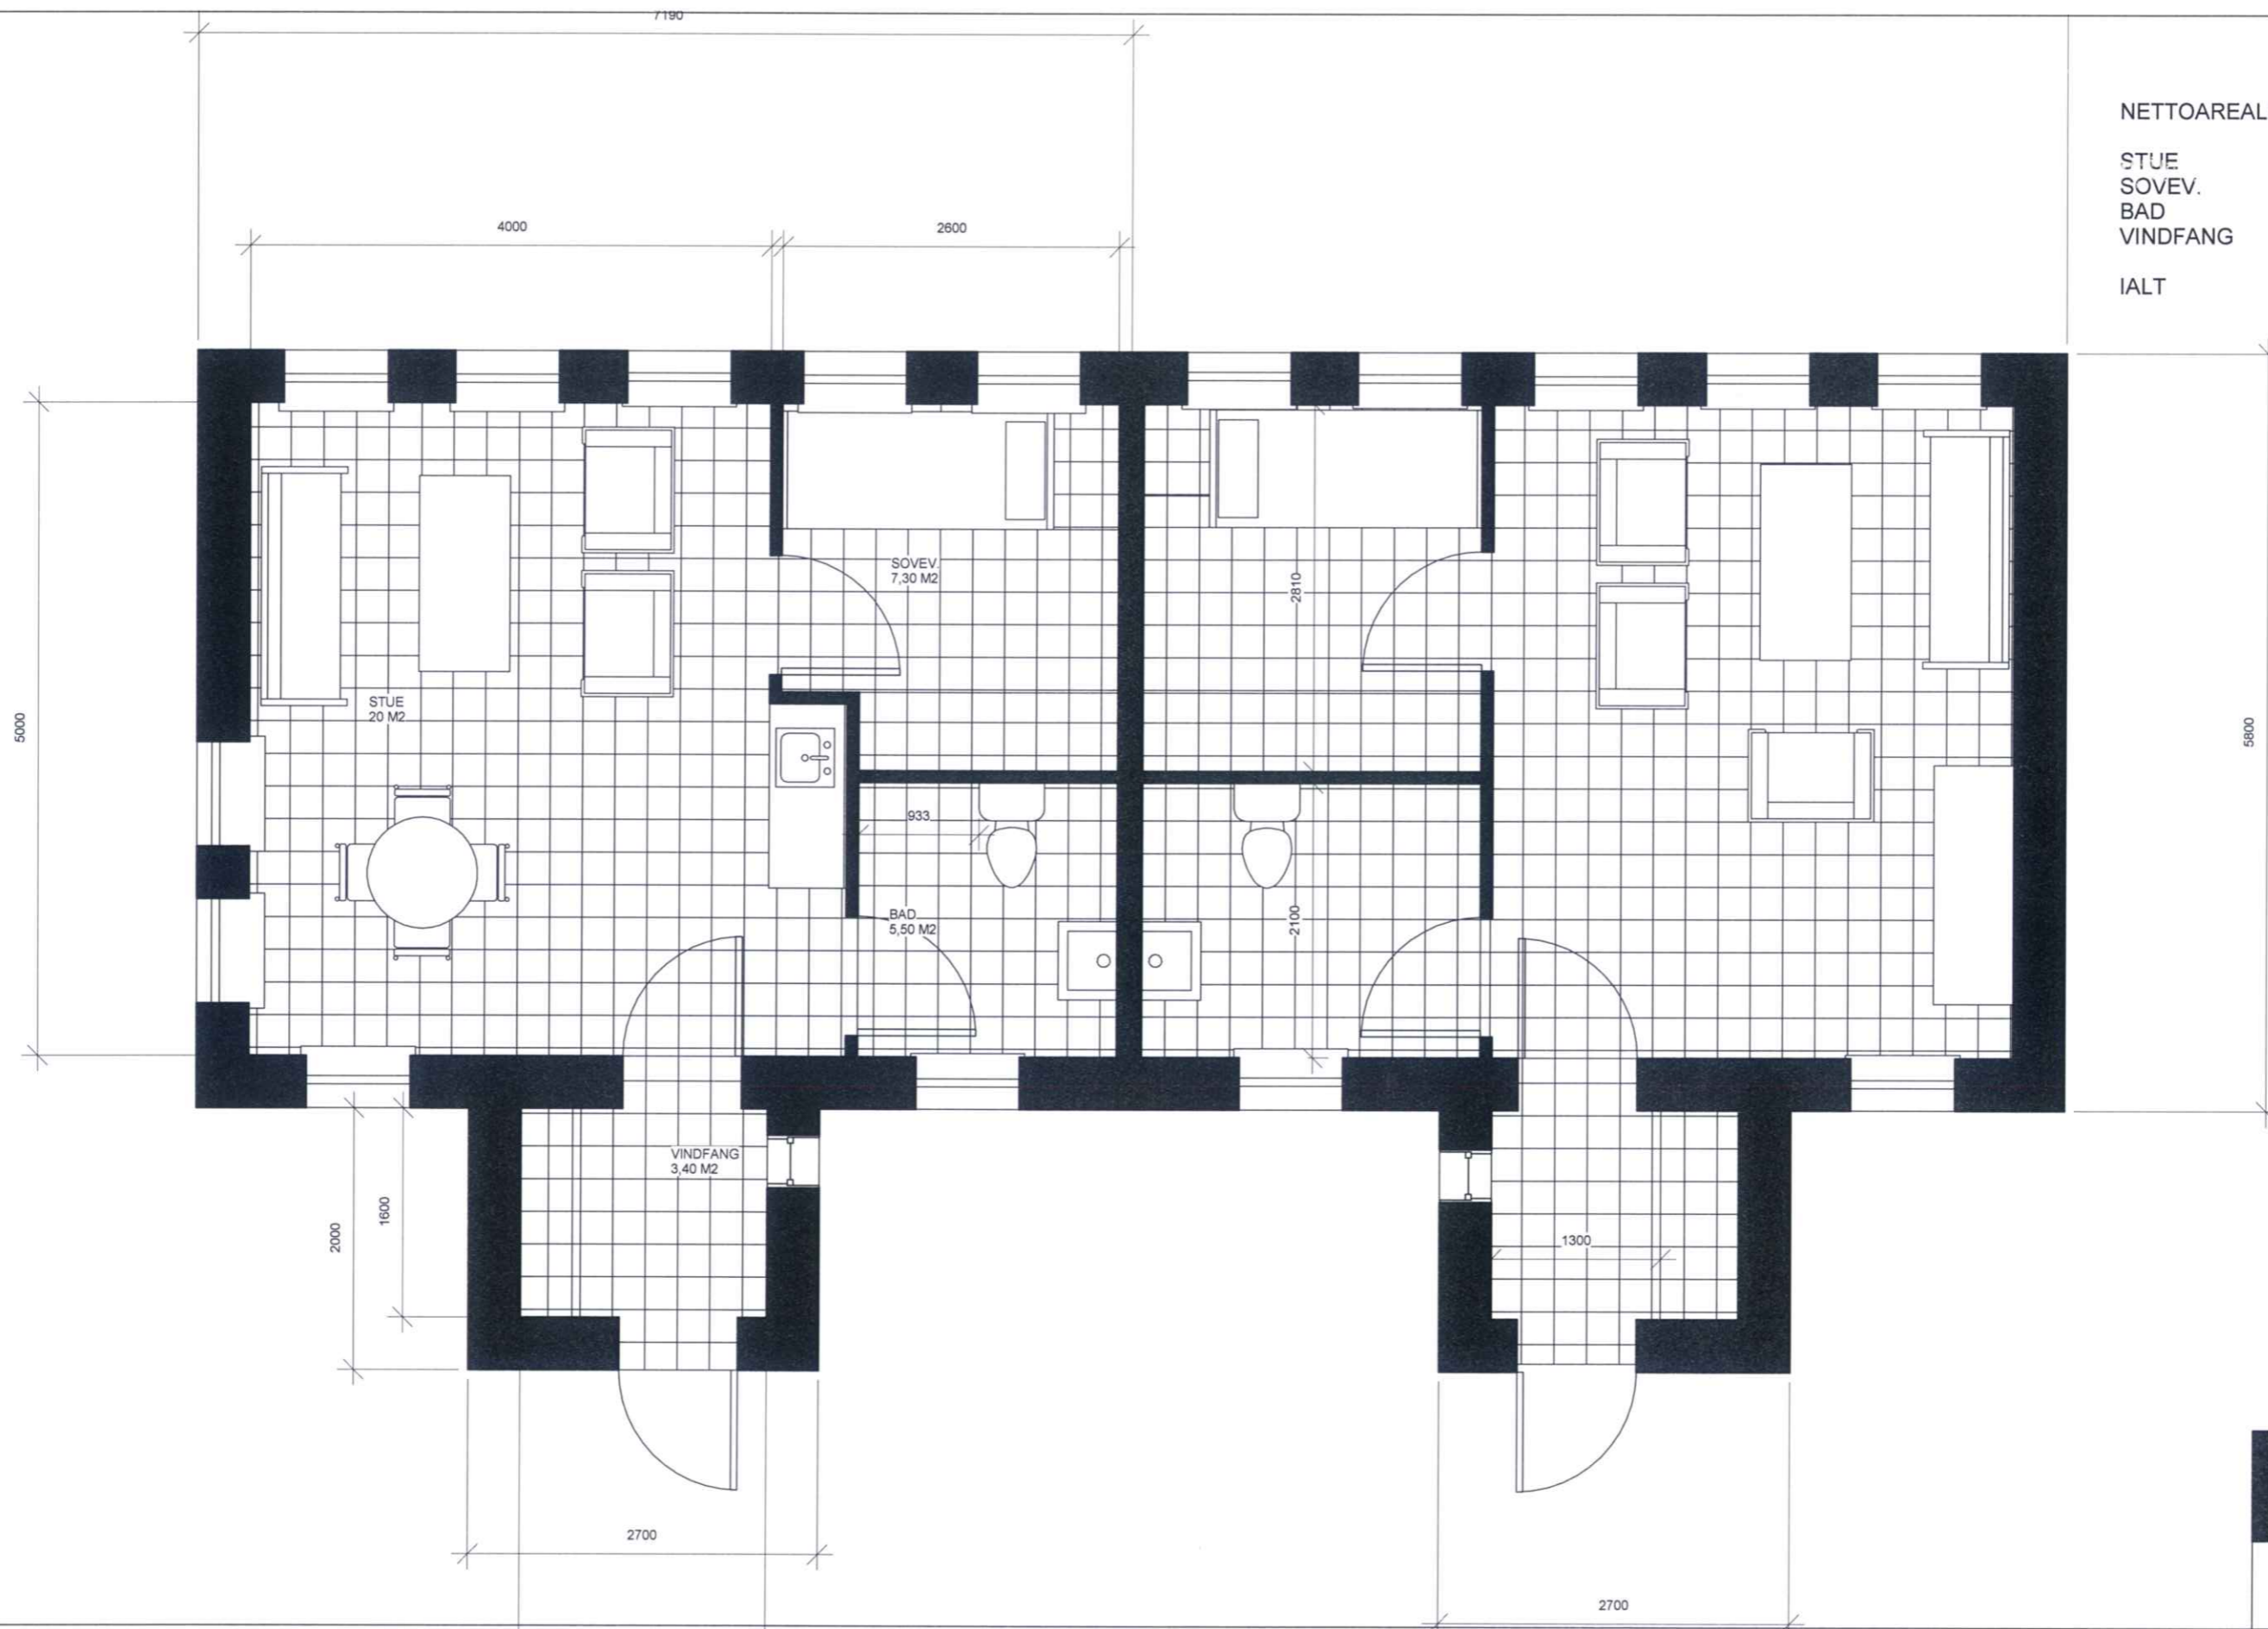 7190
NETTOAREAL
STUE
SOVEV.
BAD
VINDFANG
IALT
4000
2600
SOVEV.
7,30 M2
2810
STUE
20 M2
5000
5800
933
BAD
5,50 M2
2100
VINDFANG
3,40 M2
1600
2000
1300
2700
2700